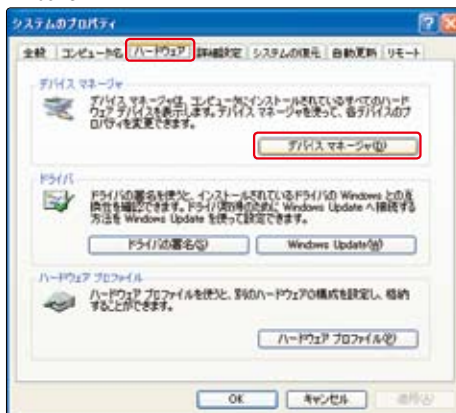 システムのプロパティ
全般 コンピュータ名 ハードウェア 詳細設定 システムの復元 自動更新 リモート
デバイス マネージャ
デバイス マネージャは、コンピュータにインストールされているすべてのハード
ウェア デバイスを表示します。デバイス マネージャを使って、各デバイスのプ
ロパティを変更できます。
デバイス マネージャ(D)
ドライバ
ドライバの署名を使うと、インストールされているドライバの Windows との互
換性を確認できます。ドライバ取得のために Windows Update へ接続する
方法を Windows Update を使って設定できます。
ドライバの署名(S)
Windows Update(W)
ハードウェア プロファイル
ハードウェア プロファイルを使うと、別のハードウェアの構成を設定し、格納
することができます。
ハードウェア プロファイル(P)
OK キャンセル 適用(A)